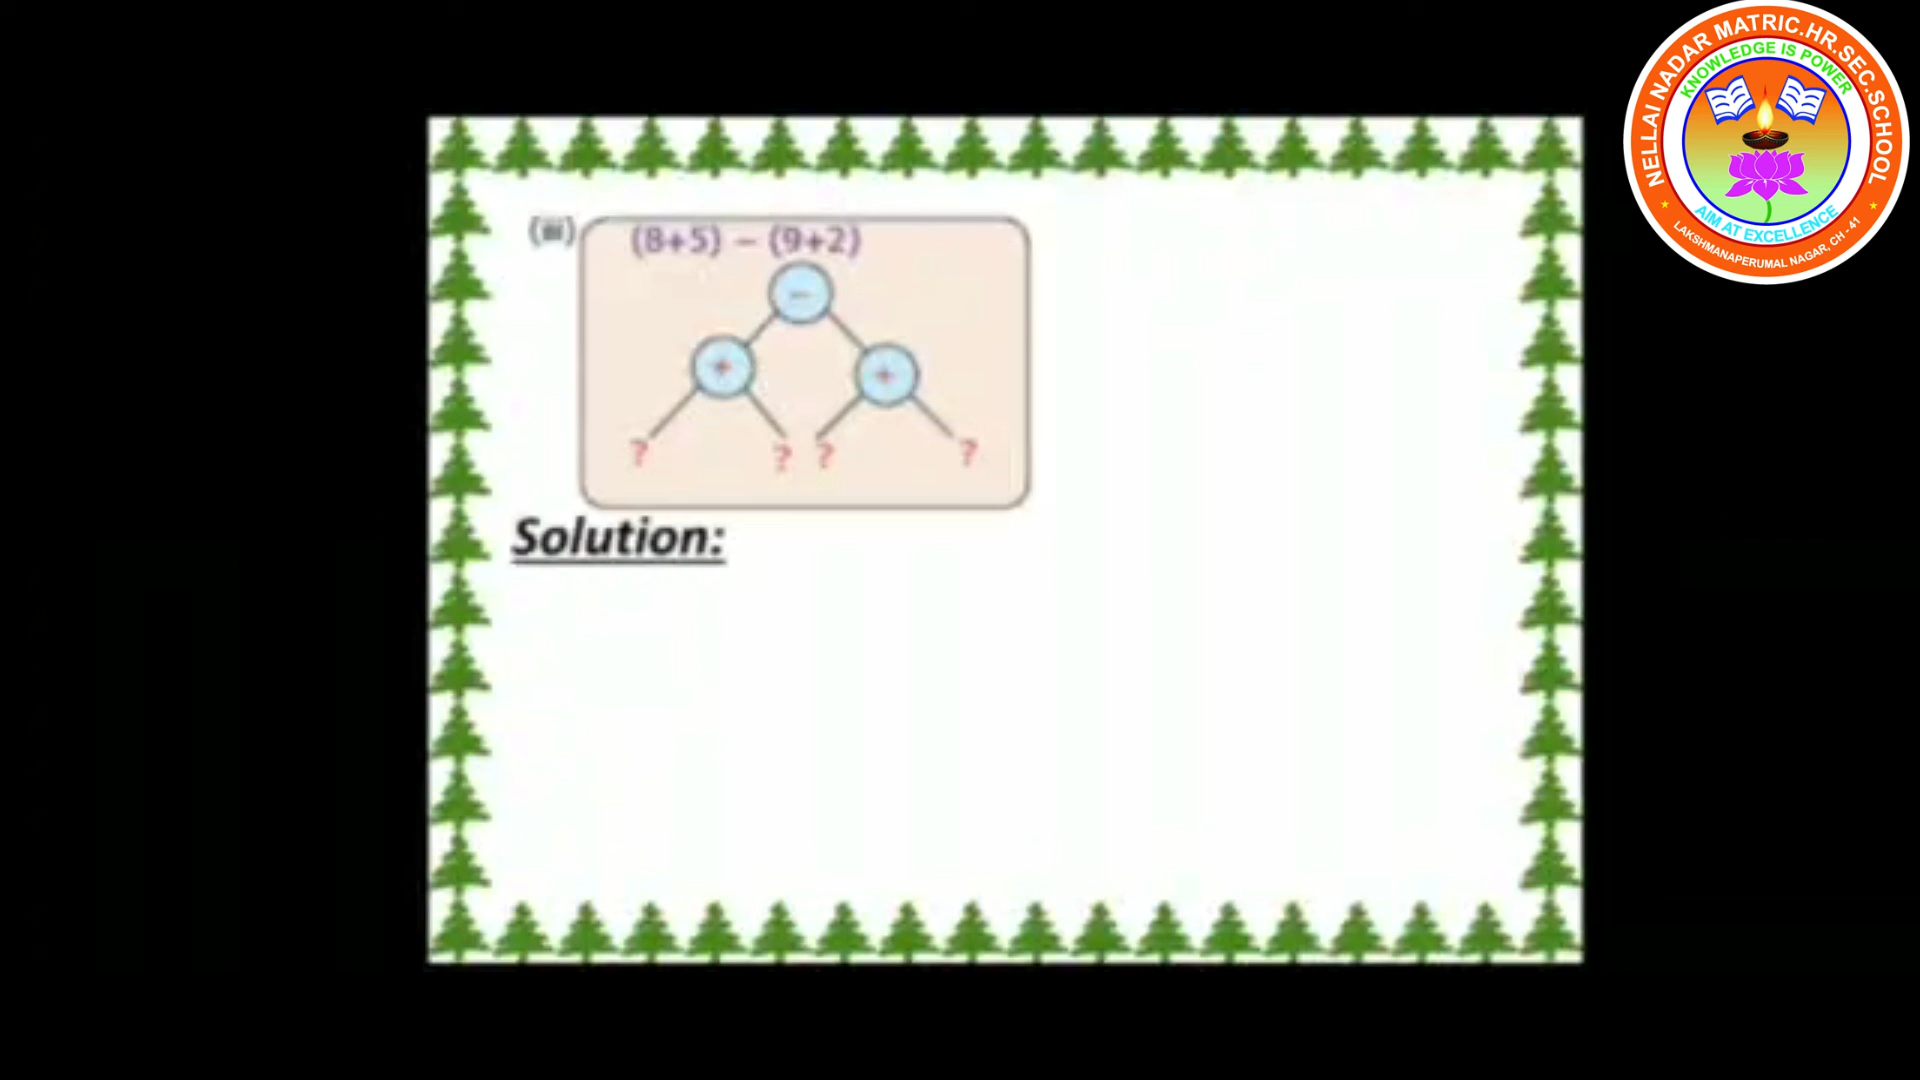 (iii) (8+5) − (9+2)
−
+ +
? ? ? ?
Solution:
NELLAI NADAR MATRIC.HR.SEC.SCHOOL
KNOWLEDGE IS POWER
AIM AT EXCELLENCE
LAKSHMANAPERUMAL NAGAR, CH - 41